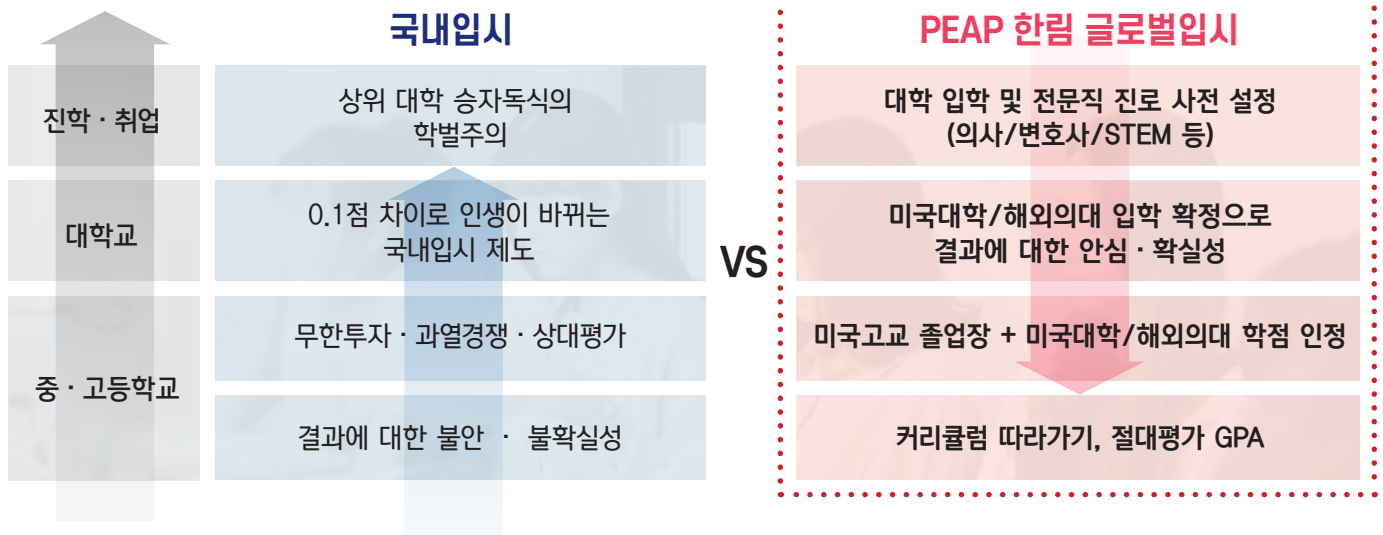 국내입시
PEAP 한림 글로벌입시
진학 · 취업
상위 대학 승자독식의
학벌주의
대학 입학 및 전문직 진로 사전 설정
(의사/변호사/STEM 등)
대학교
0.1점 차이로 인생이 바뀌는
국내입시 제도
VS
미국대학/해외의대 입학 확정으로
결과에 대한 안심 · 확실성
중 · 고등학교
무한투자 · 과열경쟁 · 상대평가
미국고교 졸업장 + 미국대학/해외의대 학점 인정
결과에 대한 불안 · 불확실성
커리큘럼 따라가기, 절대평가 GPA